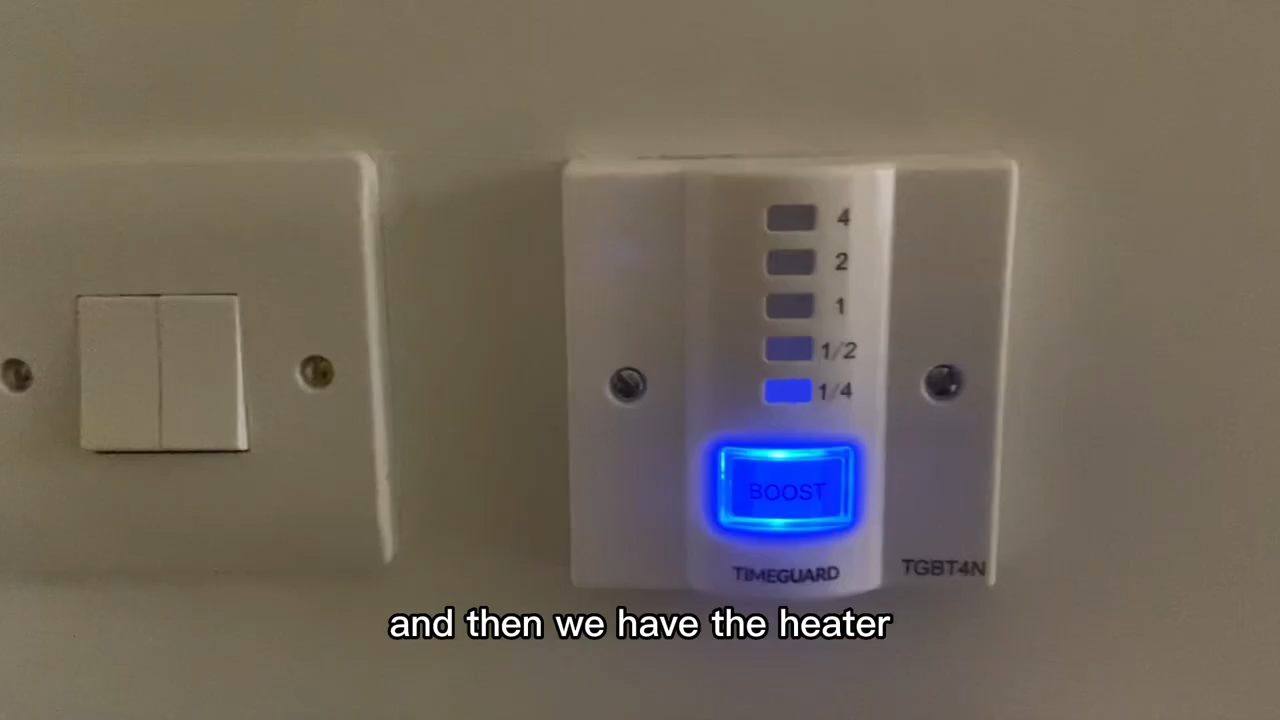 4
2
1
1/2
1/4
BOOST
TIMEGUARD
TGBT4N
and then we have the heater